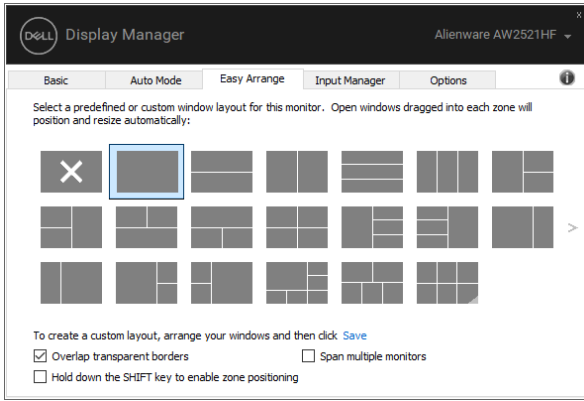 DELL Display Manager
Alienware AW2521HF
x
Basic
Auto Mode
Easy Arrange
Input Manager
Options
i
Select a predefined or custom window layout for this monitor. Open windows dragged into each zone will
position and resize automatically:
>
To create a custom layout, arrange your windows and then click Save
Overlap transparent borders
Span multiple monitors
Hold down the SHIFT key to enable zone positioning